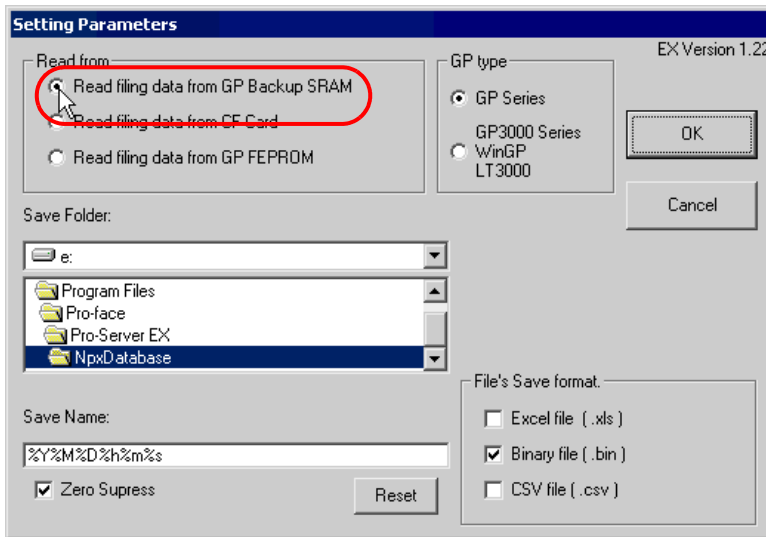 Setting Parameters
Read from
Read filing data from GP Backup SRAM
Read filing data from CF Card
Read filing data from GP FEPROM
GP type
GP Series
GP3000 Series
WinGP
LT3000
EX Version 1.22
OK
Cancel
Save Folder:
e:
Program Files
Pro-face
Pro-Server EX
NpxDatabase
Save Name:
%Y%M%D%h%m%s
Zero Supress
Reset
File's Save format.
Excel file ( .xls )
Binary file ( .bin )
CSV file ( .csv )